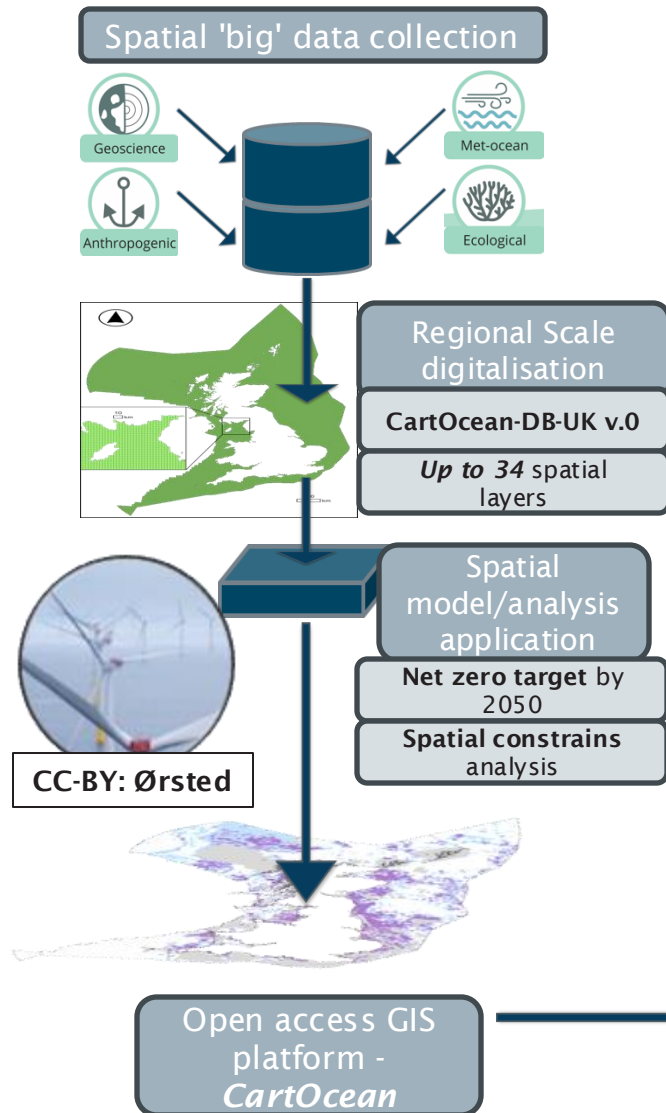 Spatial 'big' data collection
Geoscience
Met-ocean
Anthropogenic
Ecological
Regional Scale
digitalisation
CartOcean-DB-UK v.0
Up to 34 spatial
layers
Spatial
model/analysis
application
Net zero target by
2050
Spatial constrains
analysis
CC-BY: Ørsted
Open access GIS
platform -
CartOcean